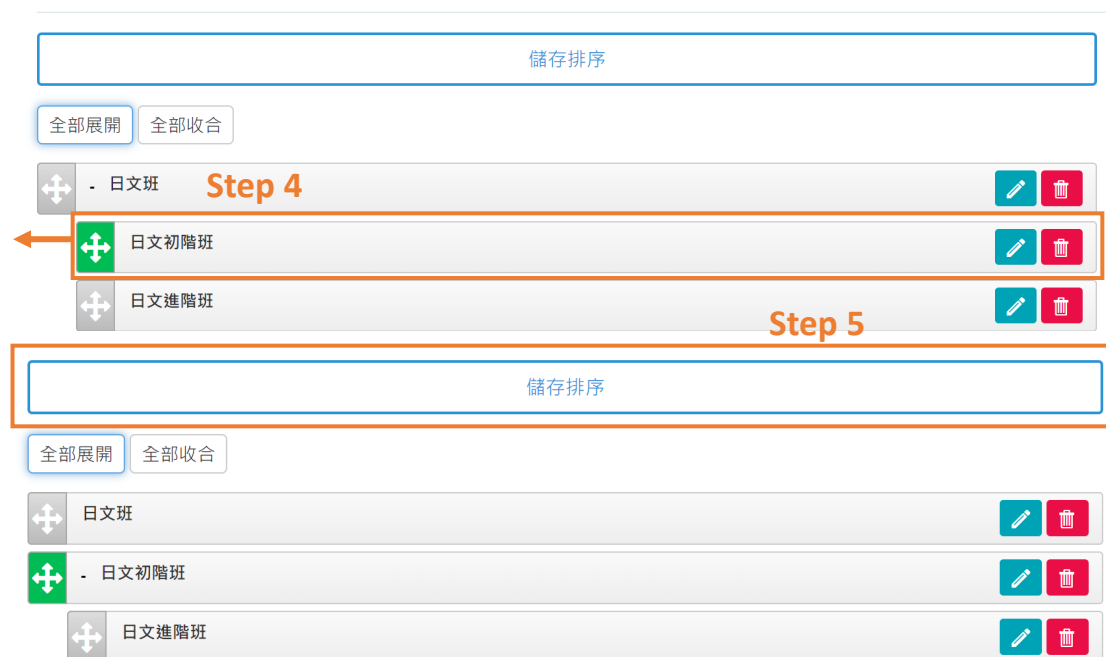 儲存排序
全部展開 全部收合
- 日文班 Step 4
日文初階班
日文進階班
Step 5
儲存排序
全部展開 全部收合
日文班
- 日文初階班
日文進階班